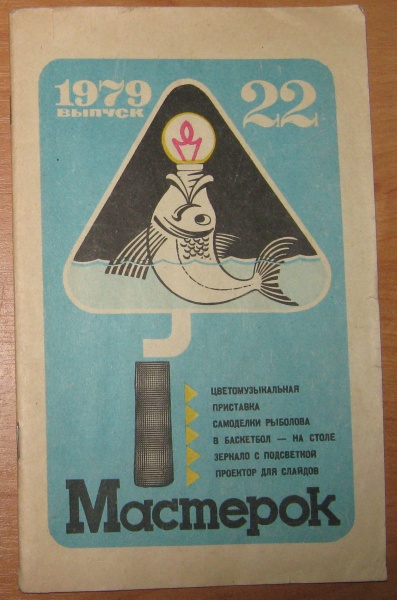 1979 22
ВЫПУСК
ЦВЕТОМУЗЫКАЛЬНАЯ
ПРИСТАВКА
САМОДЕЛКИ РЫБОЛОВА
В БАСКЕТБОЛ — НА СТОЛЕ
ЗЕРКАЛО С ПОДСВЕТКОЙ
ПРОЕКТОР ДЛЯ СЛАЙДОВ
Мастерок